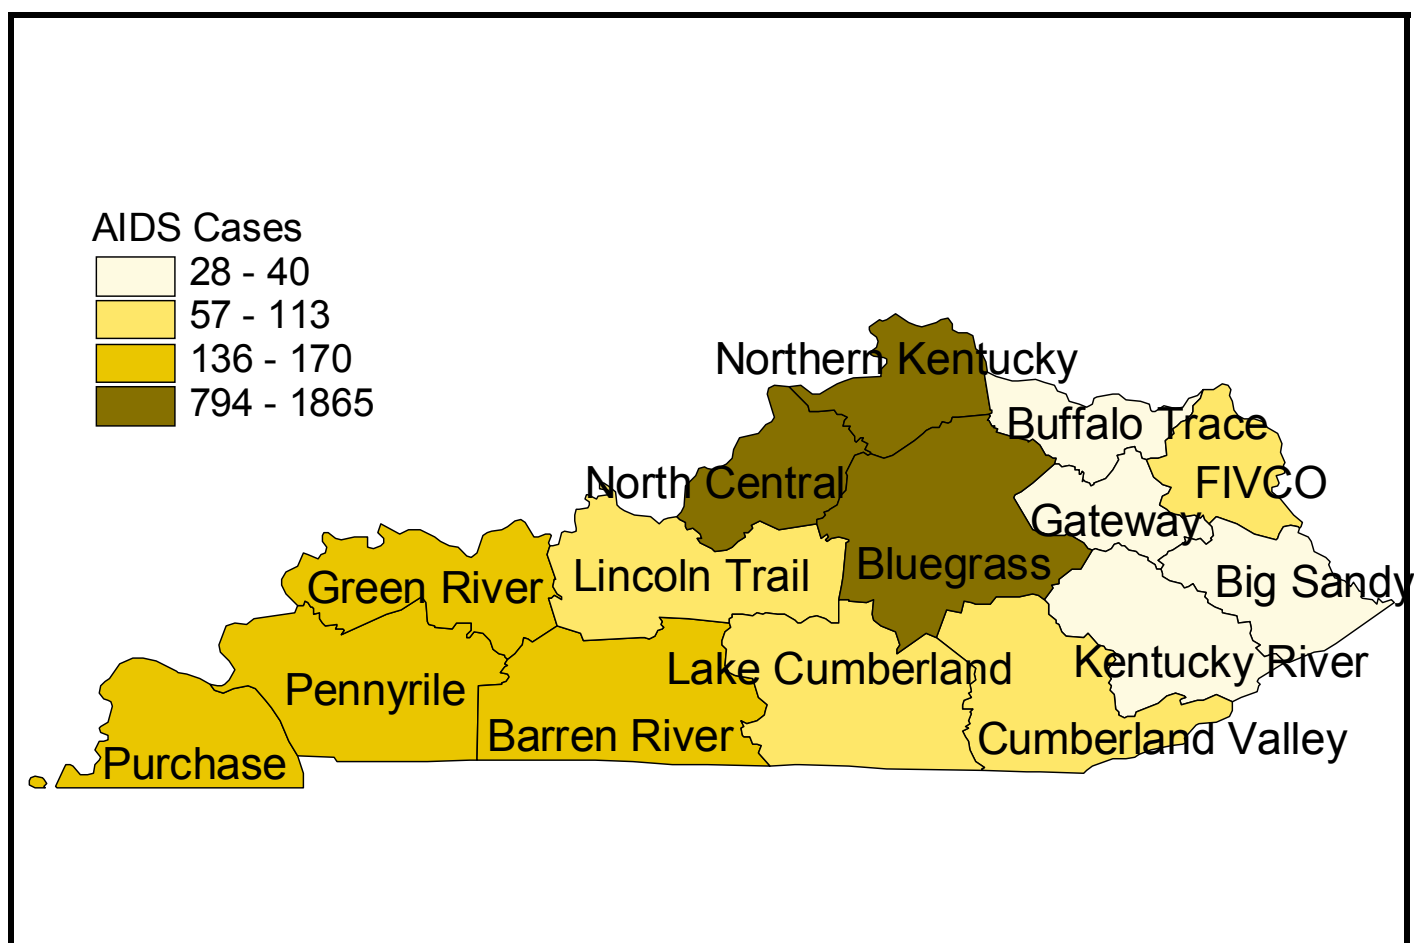 AIDS Cases
28 - 40
57 - 113
136 - 170
794 - 1865
Northern Kentucky
Buffalo Trace
North Central
FIVCO
Gateway
Bluegrass
Lincoln Trail
Green River
Big Sandy
Lake Cumberland
Kentucky River
Pennyrile
Barren River
Cumberland Valley
Purchase